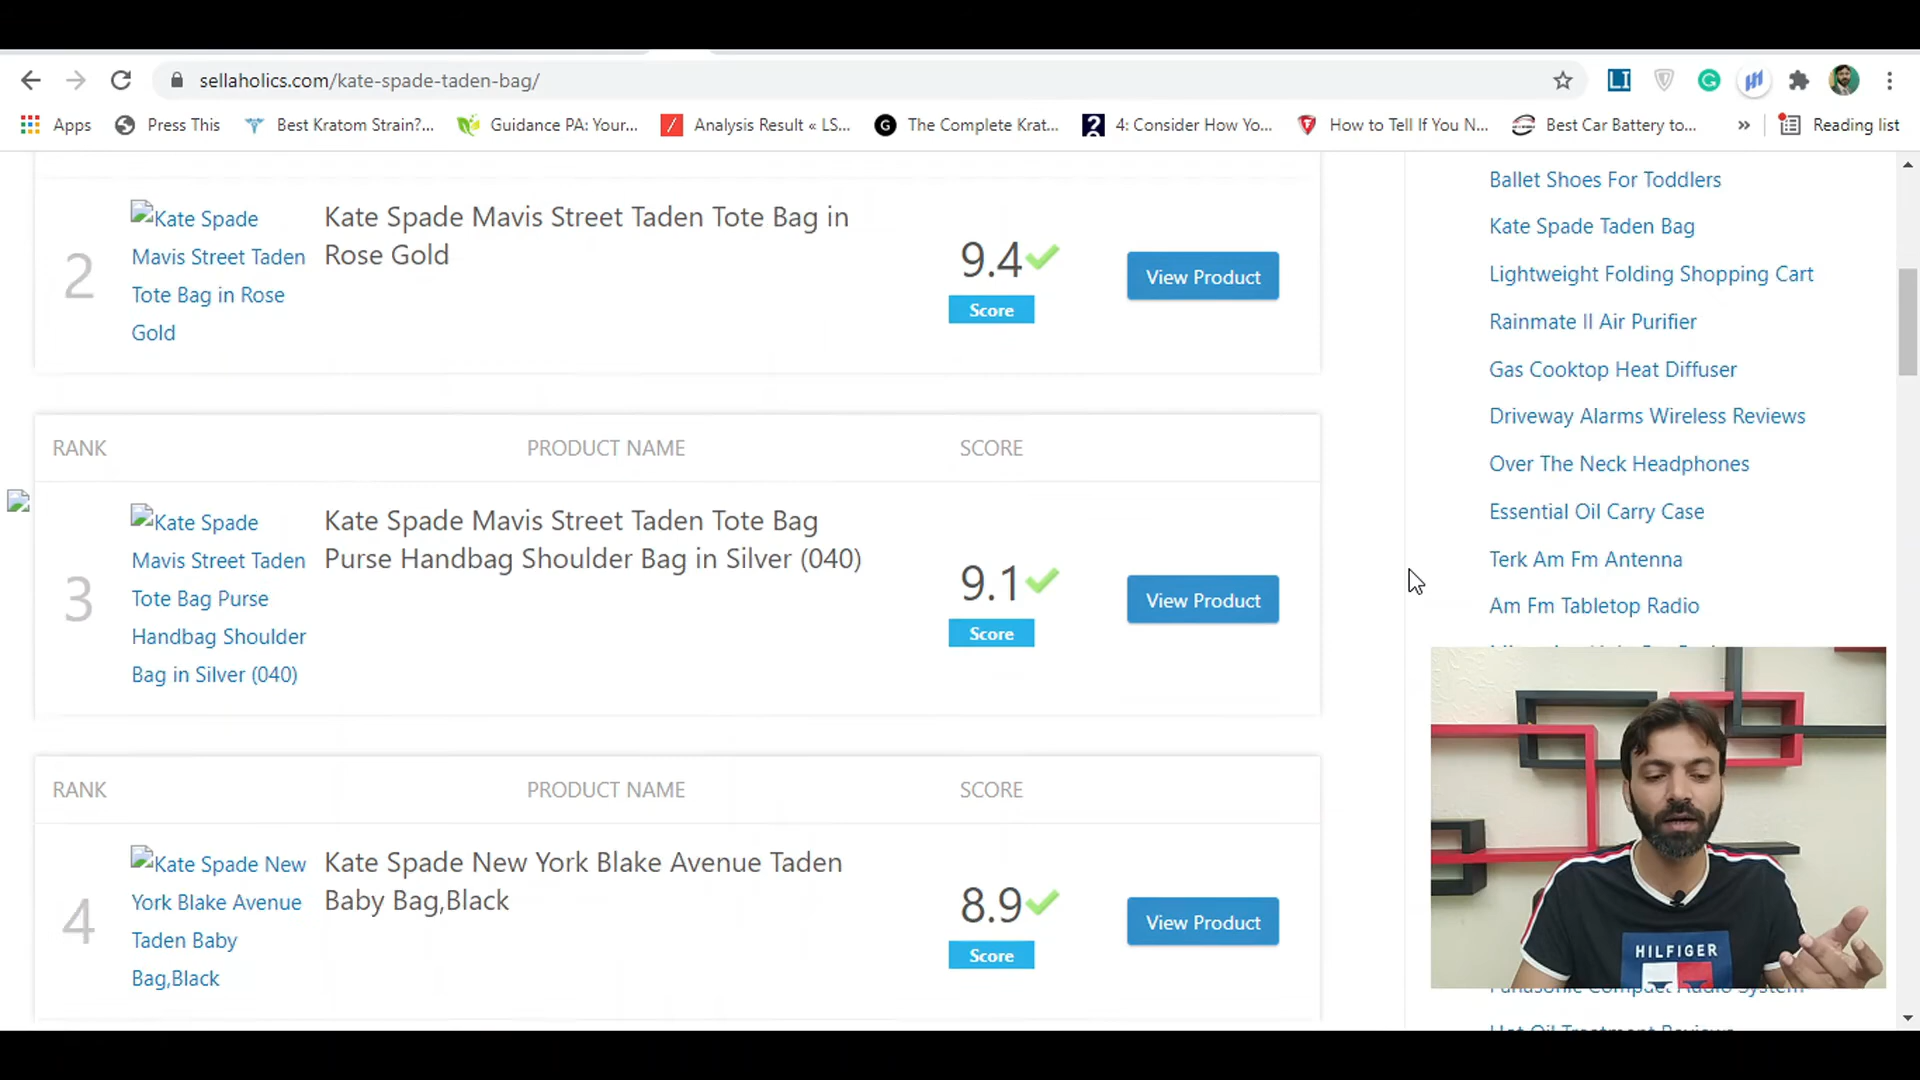 sellaholics.com/kate-spade-taden-bag/
Apps Press This Best Kratom Strain?... Guidance PA: Your... Analysis Result « LS... The Complete Krat... 4: Consider How Yo... How to Tell If You N... Best Car Battery to... » Reading list
2
Kate Spade
Mavis Street Taden
Tote Bag in Rose
Gold
Kate Spade Mavis Street Taden Tote Bag in
Rose Gold
9.4
Score
View Product
RANK PRODUCT NAME SCORE
3
Kate Spade
Mavis Street Taden
Tote Bag Purse
Handbag Shoulder
Bag in Silver (040)
Kate Spade Mavis Street Taden Tote Bag
Purse Handbag Shoulder Bag in Silver (040)
9.1
Score
View Product
RANK PRODUCT NAME SCORE
4
Kate Spade New
York Blake Avenue
Taden Baby
Bag,Black
Kate Spade New York Blake Avenue Taden
Baby Bag,Black
8.9
Score
View Product
Ballet Shoes For Toddlers
Kate Spade Taden Bag
Lightweight Folding Shopping Cart
Rainmate II Air Purifier
Gas Cooktop Heat Diffuser
Driveway Alarms Wireless Reviews
Over The Neck Headphones
Essential Oil Carry Case
Terk Am Fm Antenna
Am Fm Tabletop Radio
HILFIGER
Panasonic Compact Radio System
Hot Oil Treatment Reviews